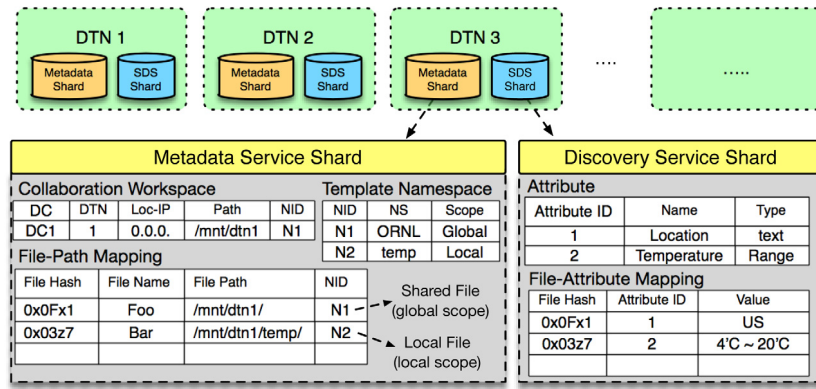 DTN 1 DTN 2 DTN 3
Metadata Shard SDS Shard Metadata Shard SDS Shard Metadata Shard SDS Shard .... .....
Metadata Service Shard
Collaboration Workspace
DC DTN Loc-IP Path NID
DC1 1 0.0.0. /mnt/dtn1 N1
Template Namespace
NID NS Scope
N1 ORNL Global
N2 temp Local
File-Path Mapping
File Hash File Name File Path NID
0x0Fx1 Foo /mnt/dtn1/ N1
0x03z7 Bar /mnt/dtn1/temp/ N2
Shared File
(global scope)
Local File
(local scope)
Discovery Service Shard
Attribute
Attribute ID Name Type
1 Location text
2 Temperature Range
File-Attribute Mapping
File Hash Attribute ID Value
0x0Fx1 1 US
0x03z7 2 4'C ~ 20'C